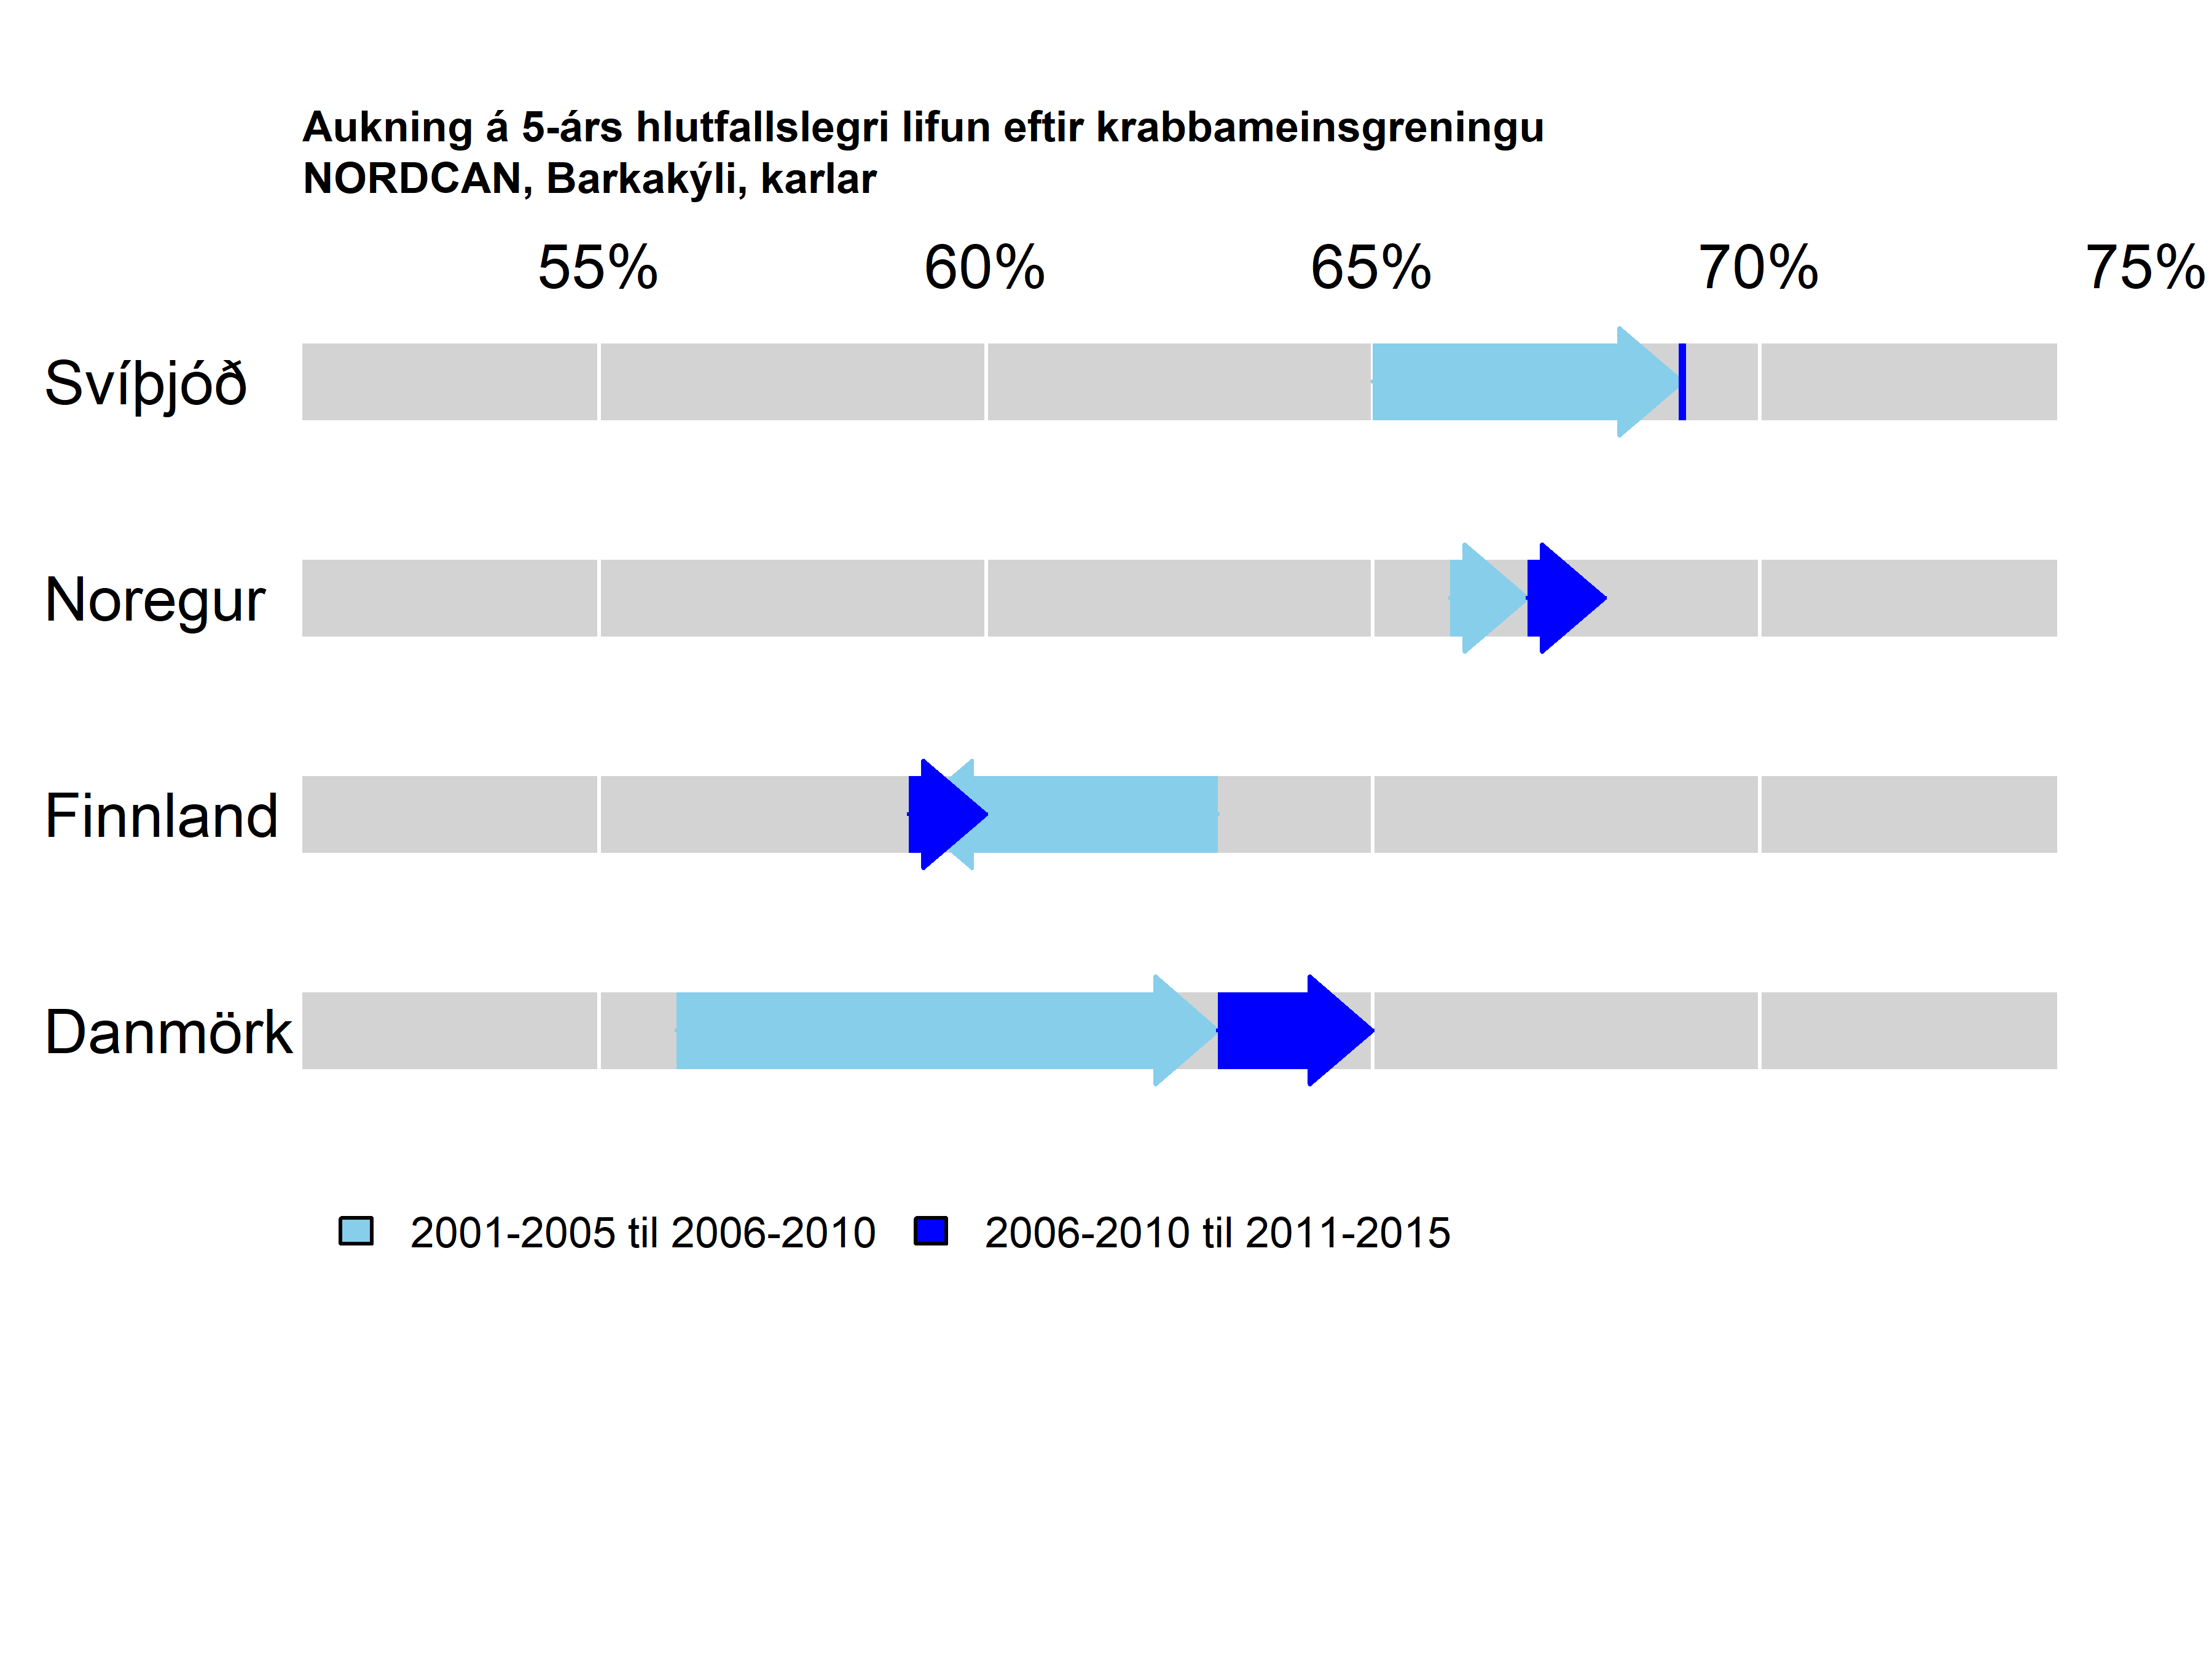 Aukning á 5-árs hlutfallslegri lifun eftir krabbameinsgreningu
NORDCAN, Barkakýli, karlar
55% 60% 65% 70% 75%
Svíþjóð
Noregur
Finnland
Danmörk
2001-2005 til 2006-2010 2006-2010 til 2011-2015